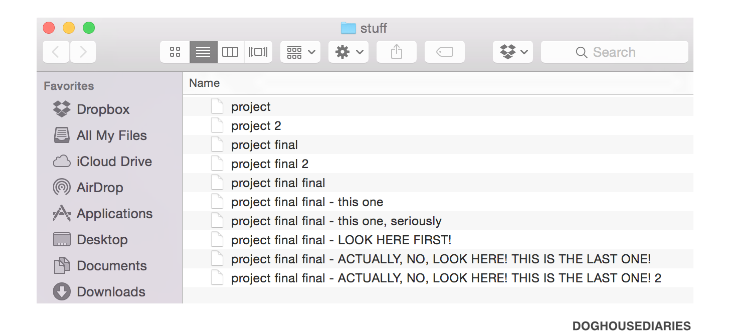 stuff
Search
Favorites
Dropbox
All My Files
iCloud Drive
AirDrop
Applications
Desktop
Documents
Downloads
Name
project
project 2
project final
project final 2
project final final
project final final - this one
project final final - this one, seriously
project final final - LOOK HERE FIRST!
project final final - ACTUALLY, NO, LOOK HERE! THIS IS THE LAST ONE!
project final final - ACTUALLY, NO, LOOK HERE! THIS IS THE LAST ONE! 2
DOGHOUSEDIARIES